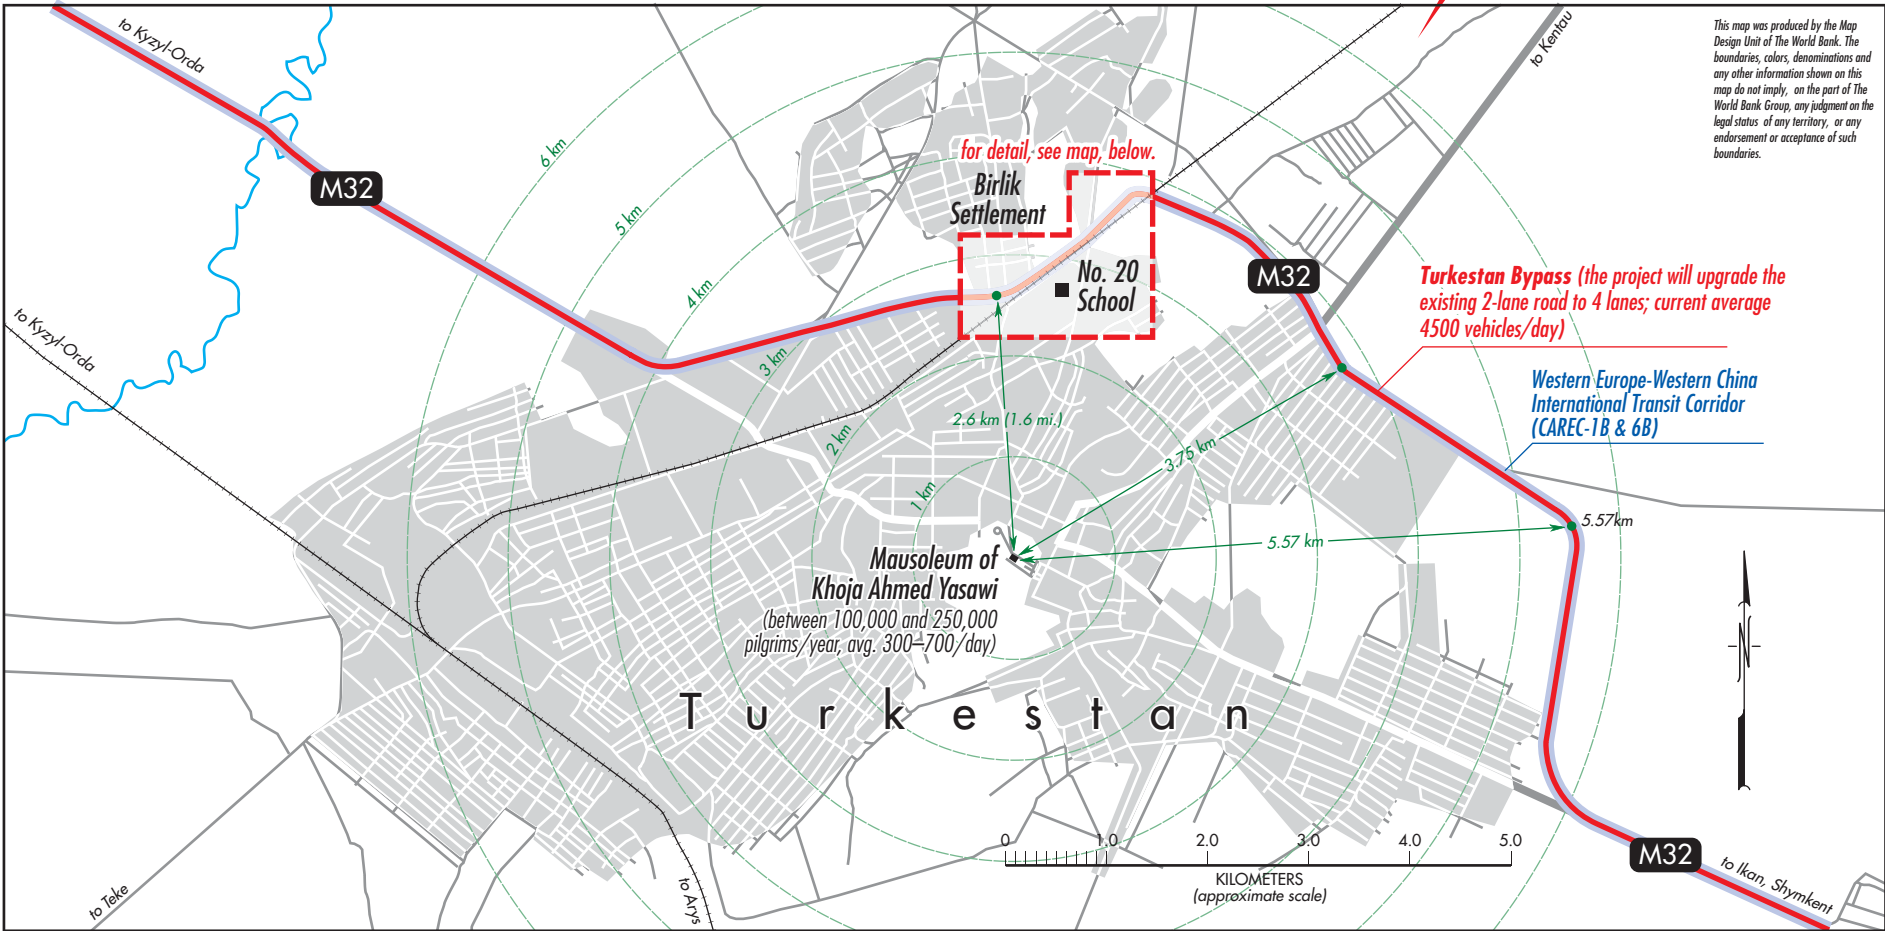 to Kyzyl-Orda
to Kentau
This map was produced by the Map
Design Unit of The World Bank. The
boundaries, colors, denominations and
any other information shown on this
map do not imply, on the part of The
World Bank Group, any judgment on the
legal status of any territory, or any
endorsement or acceptance of such
boundaries.
6 km
for detail, see map, below.
M32
Birlik
Settlement
5 km
No. 20
School
M32
4 km
Turkestan Bypass (the project will upgrade the
existing 2-lane road to 4 lanes; current average
4500 vehicles/day)
to Kyzyl-Orda
3 km
Western Europe-Western China
International Transit Corridor
(CAREC-1B & 6B)
2.6 km (1.6 mi.)
2 km
3.75 km
1 km
5.57km
5.57 km
Mausoleum of
Khoja Ahmed Yasawi
(between 100,000 and 250,000
pilgrims/year, avg. 300–700/day)
N
Turkestan
0 1.0 2.0 3.0 4.0 5.0
KILOMETERS
(approximate scale)
M32
to Ikan, Shymkent
to Teke
to Arys